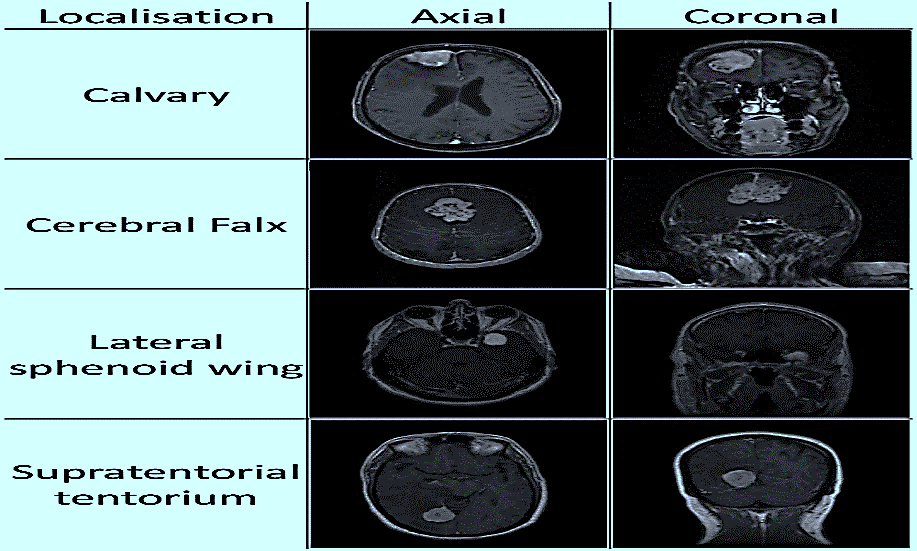 Localisation Axial Coronal
Calvary
Cerebral Falx
Lateral
sphenoid wing
Supratentorial
tentorium